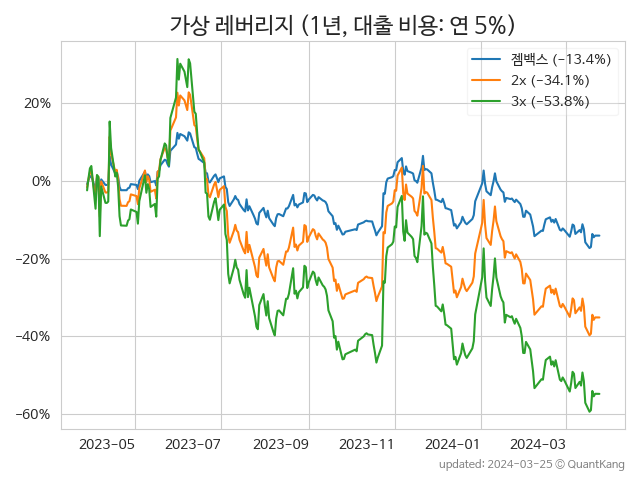 가상 레버리지 (1년, 대출 비용: 연 5%)
젬백스 (−13.4%)
2x (−34.1%)
3x (−53.8%)
20%
0%
−20%
−40%
−60%
2023−05
2023−07
2023−09
2023−11
2024−01
2024−03
updated: 2024-03-25 © QuantKang